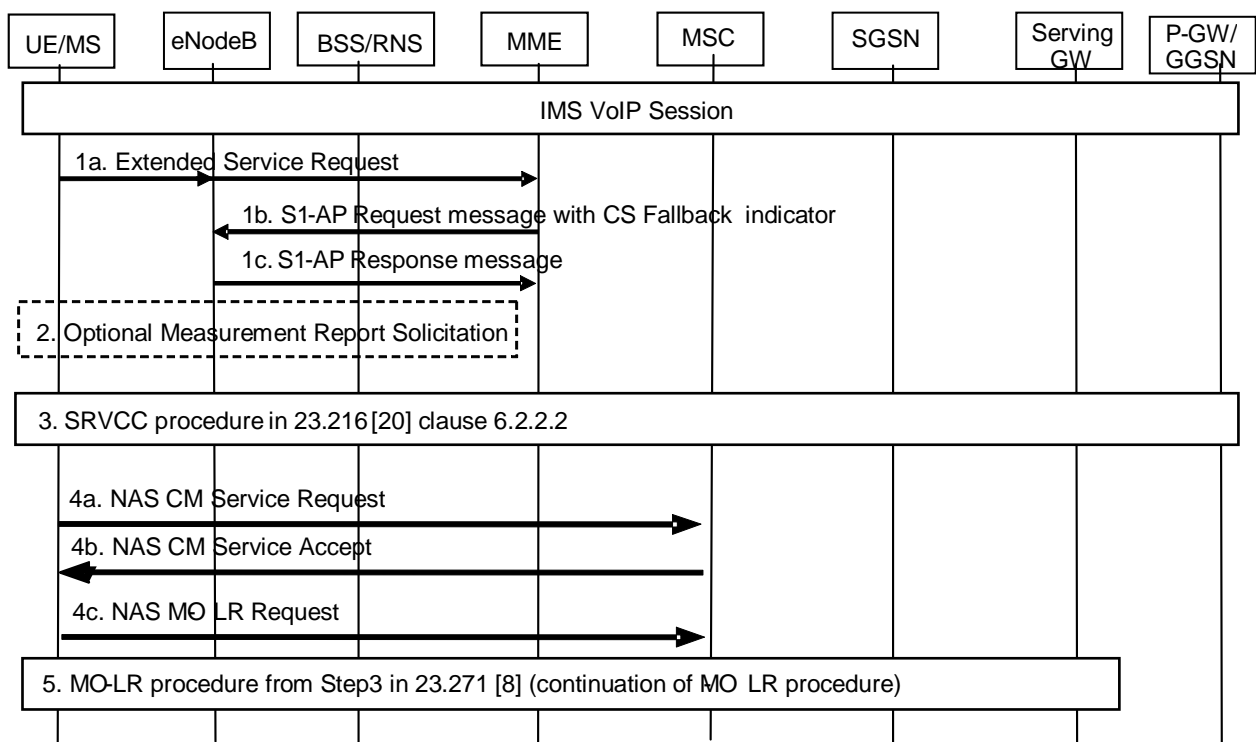 UE/MS
eNodeB
BSS/RNS
MME
MSC
SGSN
Serving
GW
P-GW/
GGSN
IMS VoIP Session
1a. Extended Service Request
1b. S1-AP Request message with CS Fallback indicator
1c. S1-AP Response message
2. Optional Measurement Report Solicitation
3. SRVCC procedure in 23.216 [20] clause 6.2.2.2
4a. NAS CM Service Request
4b. NAS CM Service Accept
4c. NAS MO-LR Request
5. MO-LR procedure from Step3 in 23.271 [8] (continuation of MO-LR procedure)